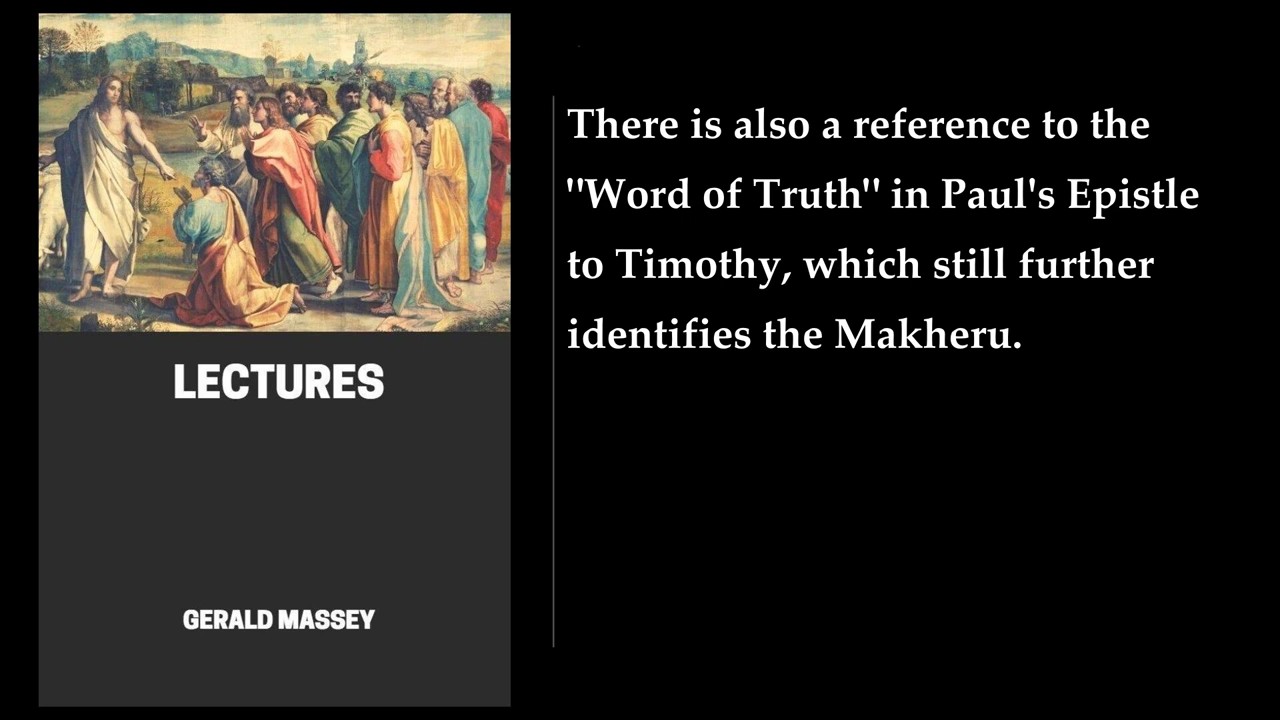 LECTURES
GERALD MASSEY
There is also a reference to the
"Word of Truth" in Paul's Epistle
to Timothy, which still further
identifies the Makheru.